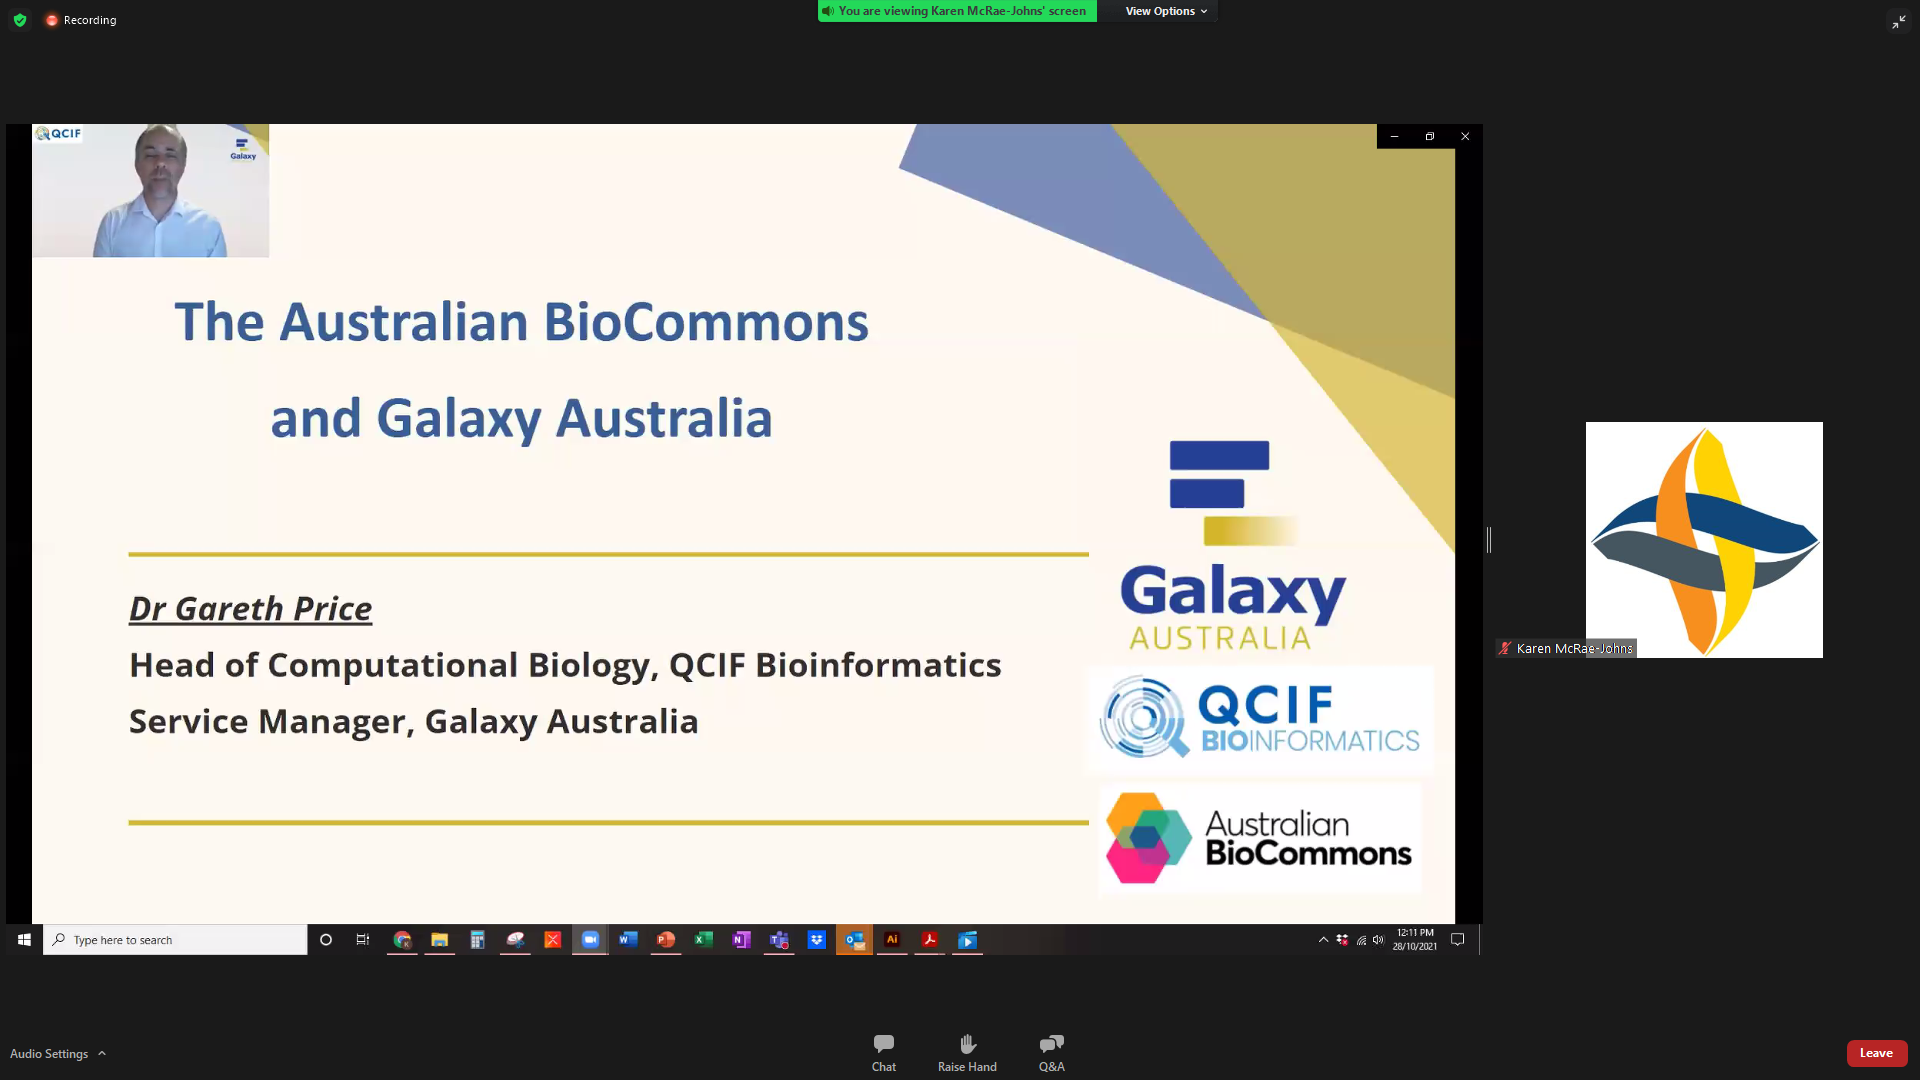 Recording
You are viewing Karen McRae-Johns' screen
View Options
QCIF
Galaxy
The Australian BioCommons
and Galaxy Australia
Dr Gareth Price
Head of Computational Biology, QCIF Bioinformatics
Service Manager, Galaxy Australia
Galaxy
AUSTRALIA
QCIF
BIOINFORMATICS
Australian
BioCommons
Karen McRae-Johns
Type here to search
12:11 PM
28/10/2021
Audio Settings
Chat
Raise Hand
Q&A
Leave